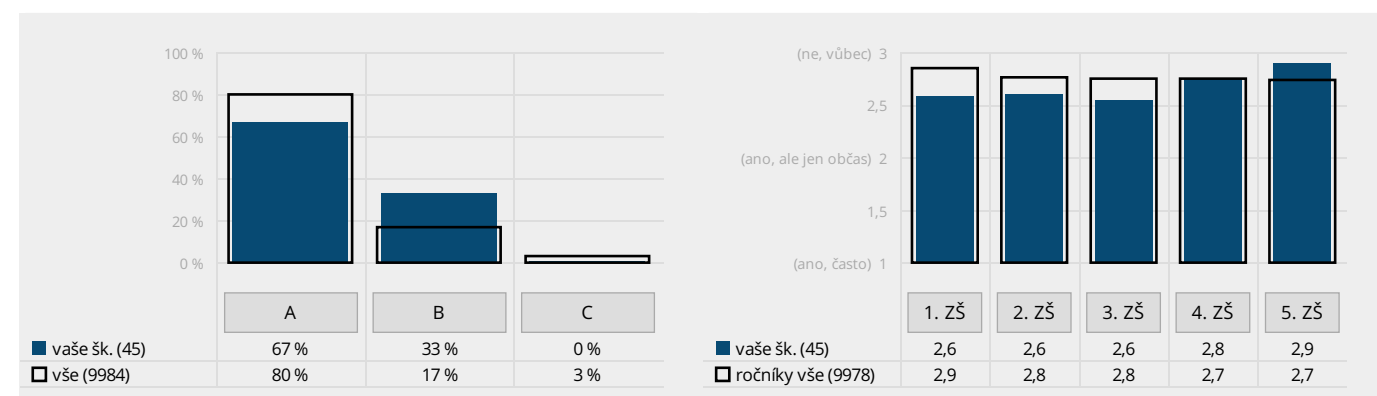 100 %
80 %
60 %
40 %
20 %
0 %
A B C
vaše šk. (45) 67 % 33 % 0 %
vše (9984) 80 % 17 % 3 %
(ne, vůbec) 3
2,5
(ano, ale jen občas) 2
1,5
(ano, často) 1
1. ZŠ 2. ZŠ 3. ZŠ 4. ZŠ 5. ZŠ
vaše šk. (45) 2,6 2,6 2,6 2,8 2,9
ročníky vše (9978) 2,9 2,8 2,8 2,7 2,7